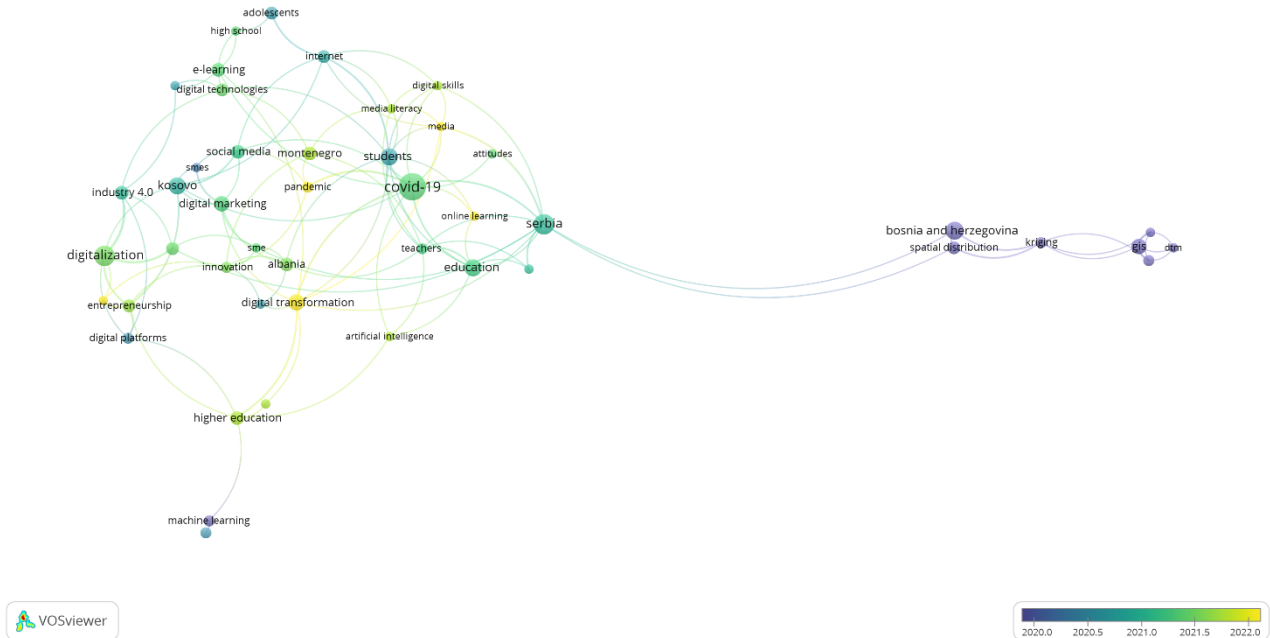 adolescents
high school
internet
e-learning
digital technologies
digital skills
media literacy
media
social media
montenegro
students
attitudes
smes
kosovo
industry 4.0
pandemic
covid-19
digital marketing
online learning
serbia
bosnia and herzegovina
spatial distribution
kriging
gis
dtm
digitalization
sme
teachers
innovation
albania
education
entrepreneurship
digital transformation
digital platforms
artificial intelligence
higher education
machine learning
VOSviewer
2020.0 2020.5 2021.0 2021.5 2022.0